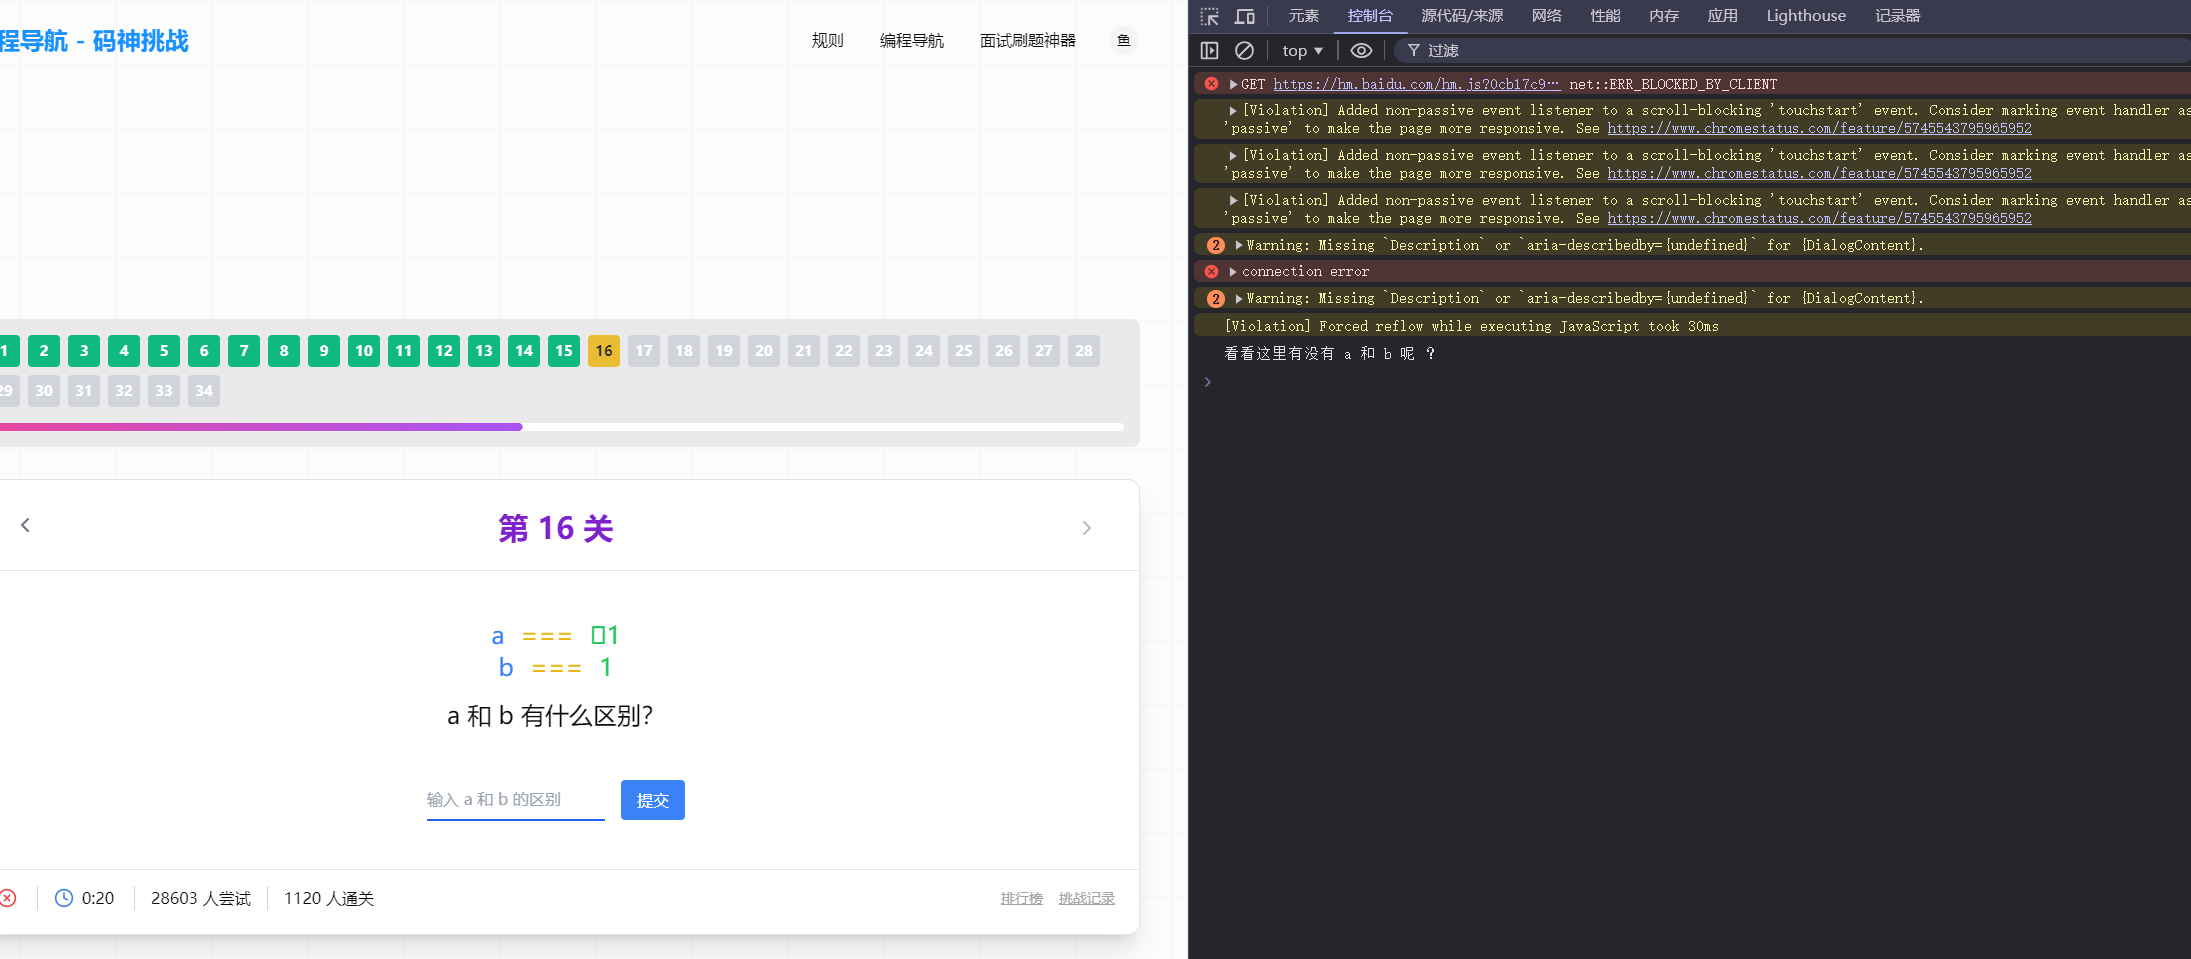 程导航 - 码神挑战
规则 编程导航 面试刷题神器 鱼
1 2 3 4 5 6 7 8 9 10 11 12 13 14 15 16 17 18 19 20 21 22 23 24 25 26 27 28
29 30 31 32 33 34
第 16 关
a === 1
b === 1
a 和 b 有什么区别?
输入 a 和 b 的区别 提交
0:20 28603 人尝试 1120 人通关 排行榜 挑战记录
元素 控制台 源代码/来源 网络 性能 内存 应用 Lighthouse 记录器
top 过滤
GET https://hm.baidu.com/hm.js?0cb17c9… net::ERR_BLOCKED_BY_CLIENT
[Violation] Added non-passive event listener to a scroll-blocking 'touchstart' event. Consider marking event handler as
'passive' to make the page more responsive. See https://www.chromestatus.com/feature/5745543795965952
[Violation] Added non-passive event listener to a scroll-blocking 'touchstart' event. Consider marking event handler as
'passive' to make the page more responsive. See https://www.chromestatus.com/feature/5745543795965952
[Violation] Added non-passive event listener to a scroll-blocking 'touchstart' event. Consider marking event handler as
'passive' to make the page more responsive. See https://www.chromestatus.com/feature/5745543795965952
2 Warning: Missing `Description` or `aria-describedby={undefined}` for {DialogContent}.
connection error
2 Warning: Missing `Description` or `aria-describedby={undefined}` for {DialogContent}.
[Violation] Forced reflow while executing JavaScript took 30ms
看看这里有没有 a 和 b 呢 ？